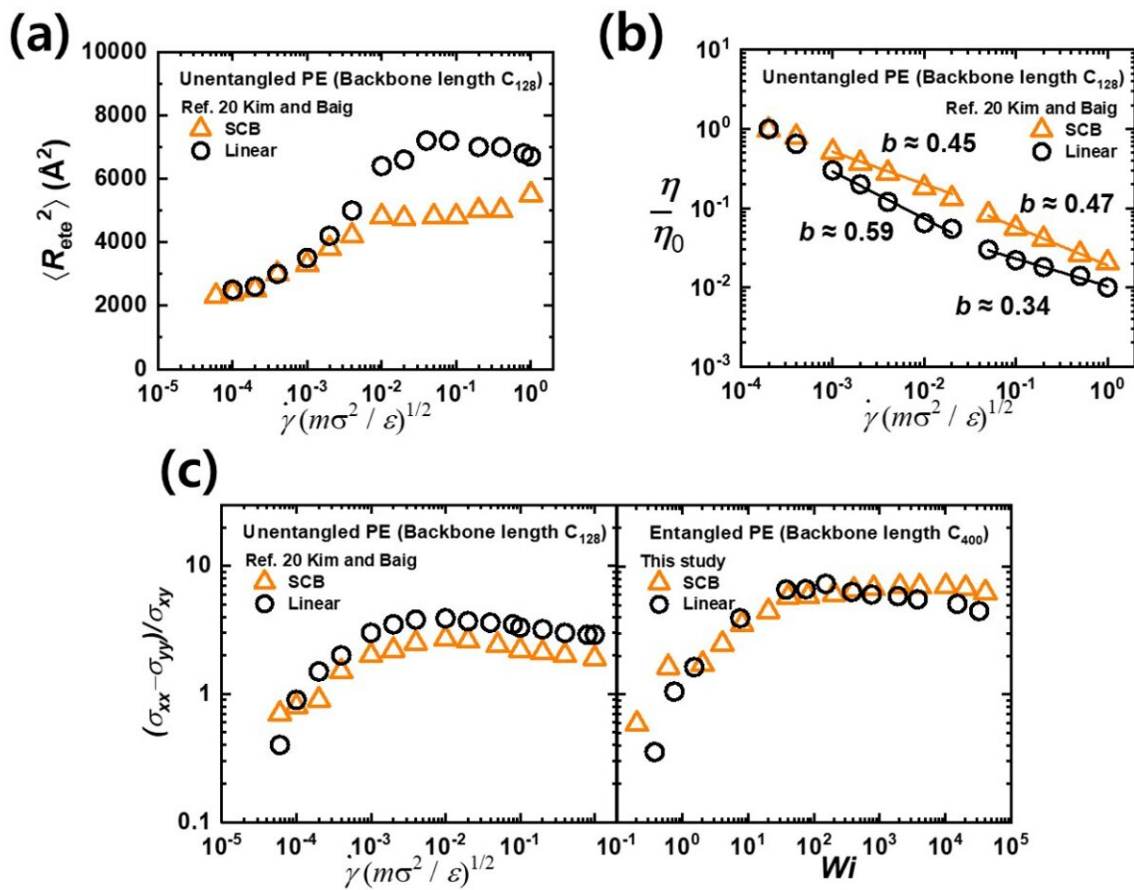 (a)
10000
8000
6000
4000
2000
0
⟨R_ete²⟩ (Å²)
Unentangled PE (Backbone length C₁₂₈)
Ref. 20 Kim and Baig
SCB
Linear
10⁻⁵ 10⁻⁴ 10⁻³ 10⁻² 10⁻¹ 10⁰
γ̇(mσ² / ε)^1/2
(b)
10¹
10⁰
10⁻¹
10⁻²
10⁻³
η
η₀
Unentangled PE (Backbone length C₁₂₈)
Ref. 20 Kim and Baig
SCB
Linear
b ≈ 0.45
b ≈ 0.47
b ≈ 0.59
b ≈ 0.34
10⁻⁴ 10⁻³ 10⁻² 10⁻¹ 10⁰
γ̇(mσ² / ε)^1/2
(c)
10
1
0.1
(σ_xx−σ_yy)/σ_xy
Unentangled PE (Backbone length C₁₂₈)
Ref. 20 Kim and Baig
SCB
Linear
10⁻⁵ 10⁻⁴ 10⁻³ 10⁻² 10⁻¹ 10⁰
γ̇(mσ² / ε)^1/2
Entangled PE (Backbone length C₄₀₀)
This study
SCB
Linear
10⁻¹ 10⁰ 10¹ 10² 10³ 10⁴ 10⁵
Wi